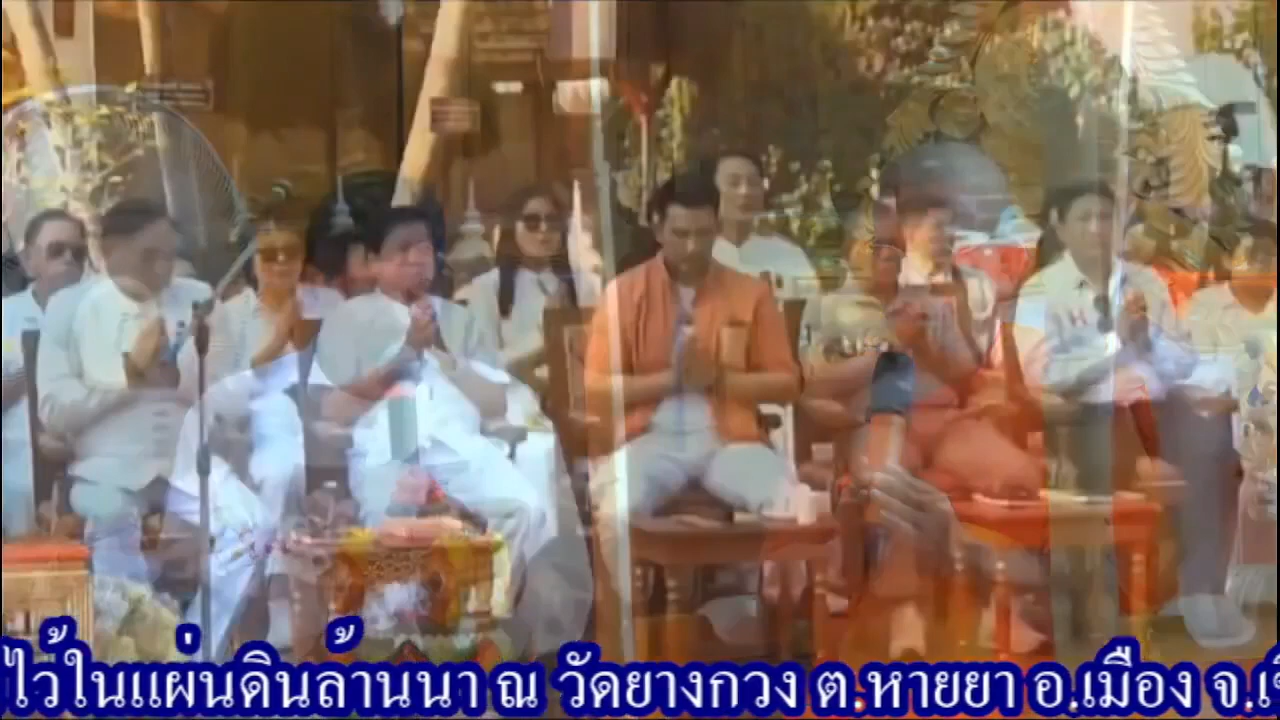 ไว้ในแผ่นดินล้านนา ณ วัดยางกวง ต.หายยา อ.เมือง จ.เ